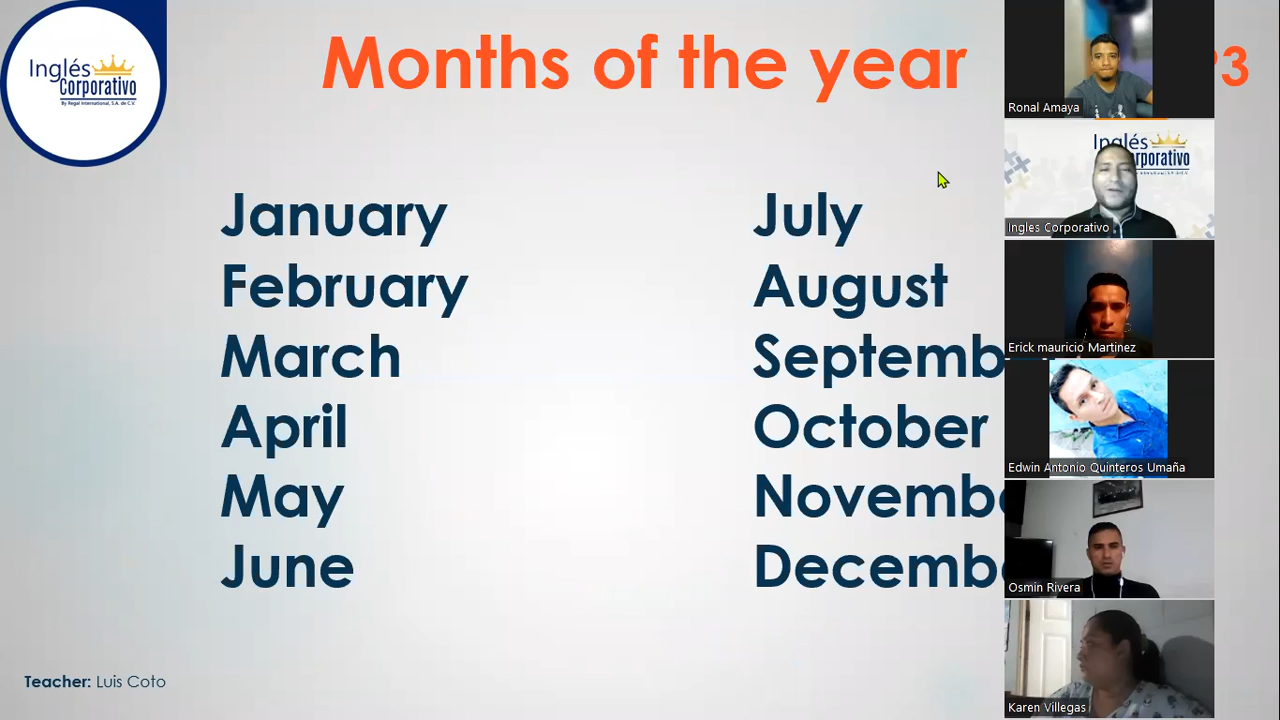 Inglés
Corporativo
By Regal International, S.A. de C.V.
Months of the year
January
February
March
April
May
June
July
August
Septemb
October
Novemb
Decemb
Teacher: Luis Coto
Ronal Amaya
Inglés
Corporativo
Ingles Corporativo
Erick mauricio Martinez
Edwin Antonio Quinteros Umaña
Osmin Rivera
Karen Villegas